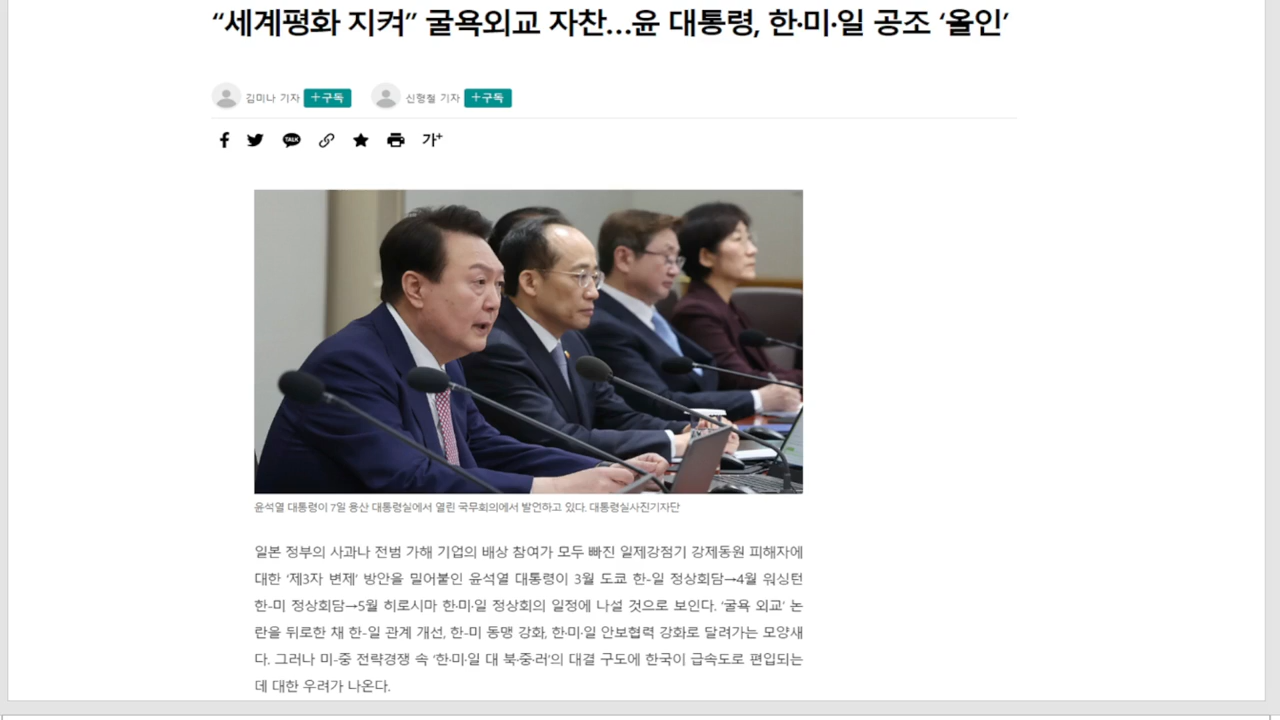 “세계평화 지켜” 굴욕외교 자찬…윤 대통령, 한·미·일 공조 ‘올인’
김미나 기자 +구독 신형철 기자 +구독
TALK 가+
윤석열 대통령이 7일 용산 대통령실에서 열린 국무회의에서 발언하고 있다. 대통령실사진기자단
일본 정부의 사과나 전범 가해 기업의 배상 참여가 모두 빠진 일제강점기 강제동원 피해자에
대한 ‘제3자 변제’ 방안을 밀어붙인 윤석열 대통령이 3월 도쿄 한-일 정상회담→4월 워싱턴
한-미 정상회담→5월 히로시마 한·미·일 정상회의 일정에 나설 것으로 보인다. ‘굴욕 외교’ 논
란을 뒤로한 채 한-일 관계 개선, 한-미 동맹 강화, 한·미·일 안보협력 강화로 달려가는 모양새
다. 그러나 미-중 전략경쟁 속 ‘한·미·일 대 북·중·러’의 대결 구도에 한국이 급속도로 편입되는
데 대한 우려가 나온다.